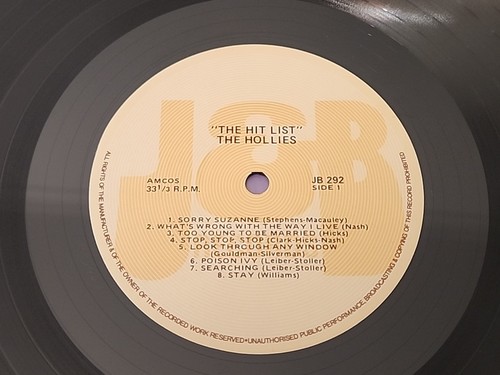 J&B
"THE HIT LIST"
THE HOLLIES
AMCOS
33 1/3 R.P.M.
JB 292
SIDE 1
1. SORRY SUZANNE (Stephens-Macauley)
2. WHAT'S WRONG WITH THE WAY I LIVE (Nash)
3. TOO YOUNG TO BE MARRIED (Hicks)
4. STOP, STOP, STOP (Clark-Hicks-Nash)
5. LOOK THROUGH ANY WINDOW
(Gouldman-Silverman)
6. POISON IVY (Leiber-Stoller)
7. SEARCHING (Leiber-Stoller)
8. STAY (Williams)
ALL RIGHTS OF THE MANUFACTURER & OF THE OWNER OF THE RECORDED WORK RESERVED•UNAUTHORISED PUBLIC PERFORMANCE, BROADCASTING & COPYING OF THIS RECORD PROHIBITED